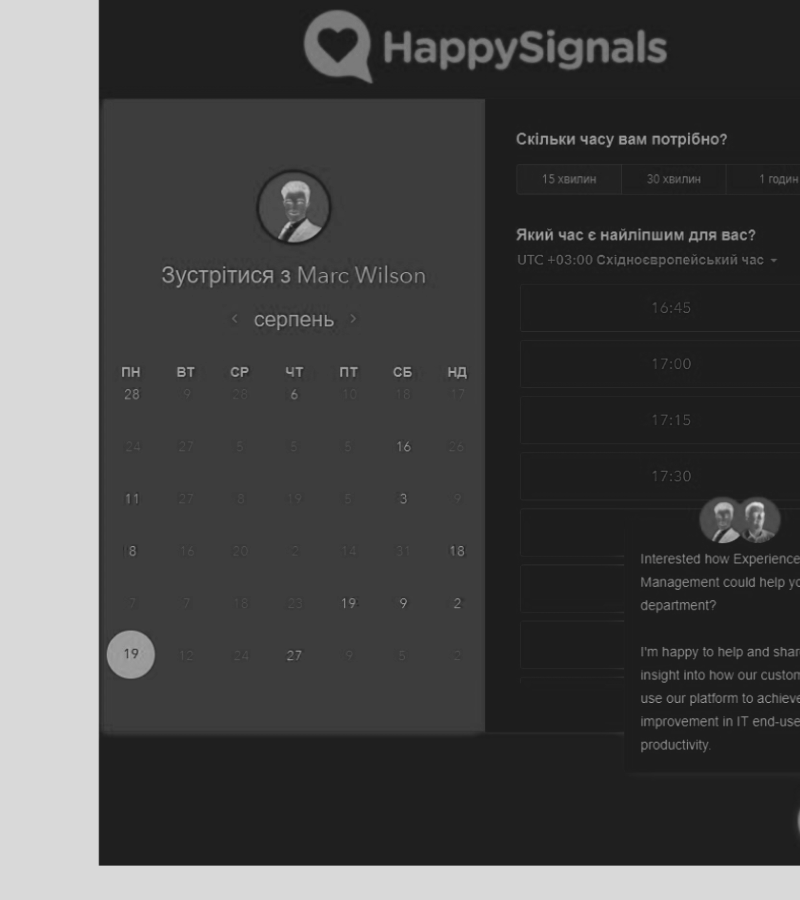 HappySignals
Зустрітися з Marc Wilson
‹ серпень ›
ПН ВТ СР ЧТ ПТ СБ НД
28 9 28 6 10 18 17
24 27 5 5 5 16 26
11 27 8 19 5 3 9
8 16 20 2 14 31 18
7 7 18 23 19 9 2
19 12 24 27 9 5 2
Скільки часу вам потрібно?
15 хвилин 30 хвилин 1 годин
Який час є найліпшим для вас?
UTC +03:00 Східноєвропейський час
16:45
17:00
17:15
17:30
Interested how Experience
Management could help yo
department?
I'm happy to help and shar
insight into how our custom
use our platform to achieve
improvement in IT end-use
productivity.